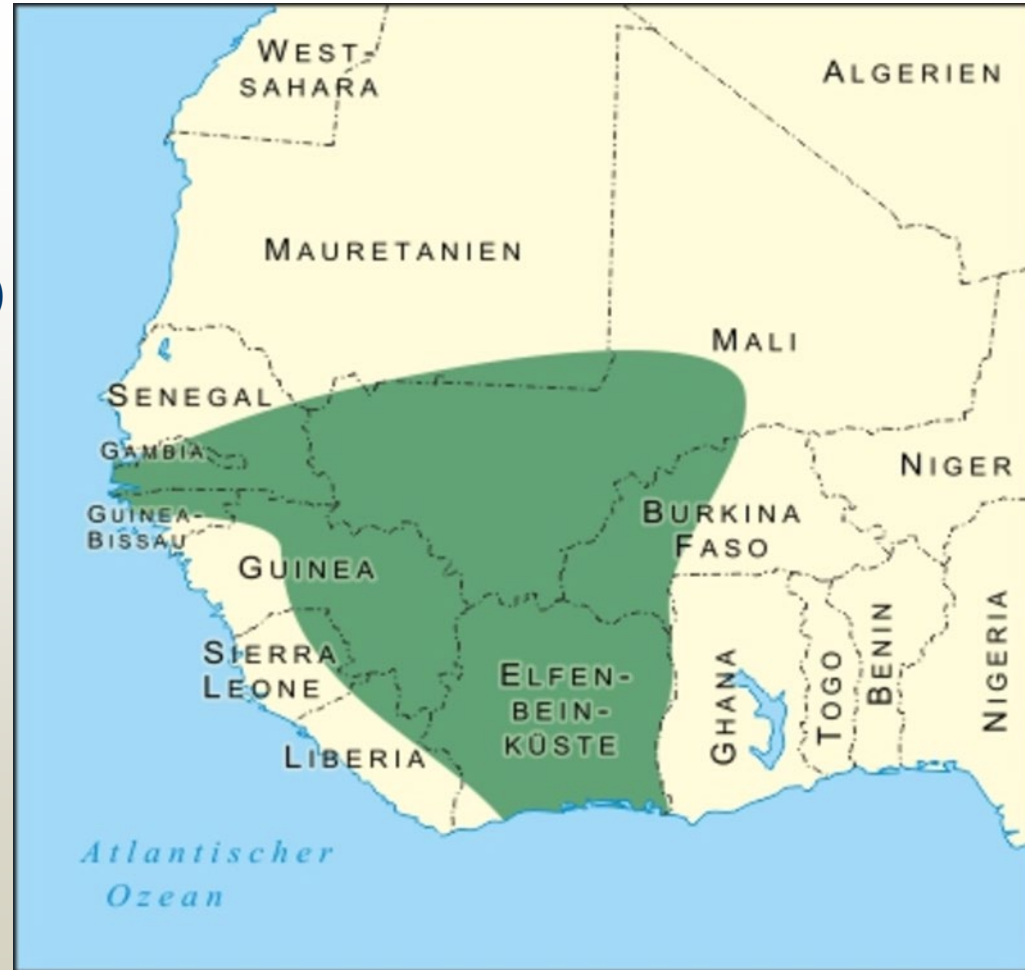 WEST-
SAHARA
ALGERIEN
MAURETANIEN
MALI
SENEGAL
GAMBIA
NIGER
GUINEA-
BISSAU
BURKINA
FASO
GUINEA
SIERRA
LEONE
ELFEN-
BEIN-
KÜSTE
GHANA
TOGO
BENIN
NIGERIA
LIBERIA
Atlantischer
Ozean